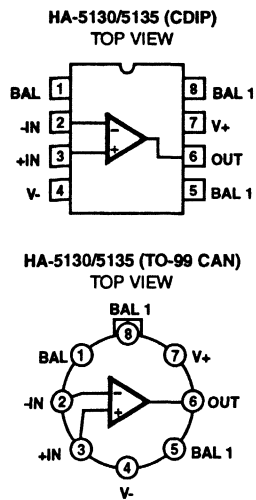 HA-5130/5135 (CDIP)
TOP VIEW
BAL 1 8 BAL 1
-IN 2 - 7 V+
+IN 3 + 6 OUT
V- 4 5 BAL 1
HA-5130/5135 (TO-99 CAN)
TOP VIEW
BAL 1
8
BAL 1 7 V+
-IN 2 - 6 OUT
+
+IN 3 5 BAL 1
4
V-